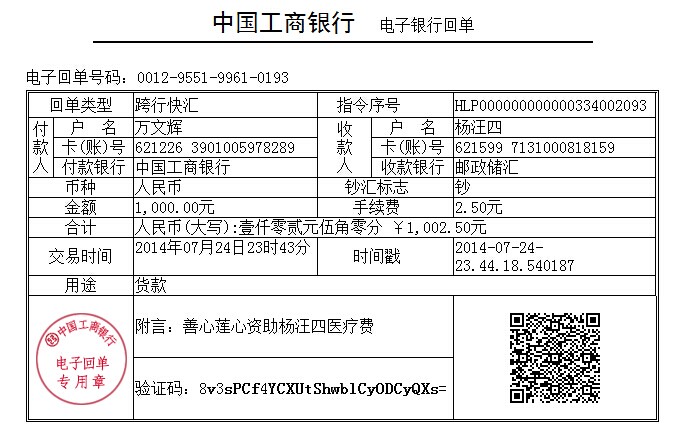 中国工商银行 电子银行回单
电子回单号码：0012-9551-9961-0193
回单类型 跨行快汇 指令序号 HLP000000000000334002093
付款人 户 名 万文辉 收款人 户 名 杨汪四
卡(账)号 621226 3901005978289 卡(账)号 621599 7131000818159
付款银行 中国工商银行 收款银行 邮政储汇
币种 人民币 钞汇标志 钞
金额 1,000.00元 手续费 2.50元
合计 人民币(大写):壹仟零贰元伍角零分 ￥1,002.50元
交易时间 2014年07月24日23时43分 时间戳 2014-07-24-
23.44.18.540187
用途 货款
中国工商银行
电子回单
专用章
附言：善心莲心资助杨汪四医疗费
验证码：8v3sPCf4YCXUtShwblCyODCyQXs=